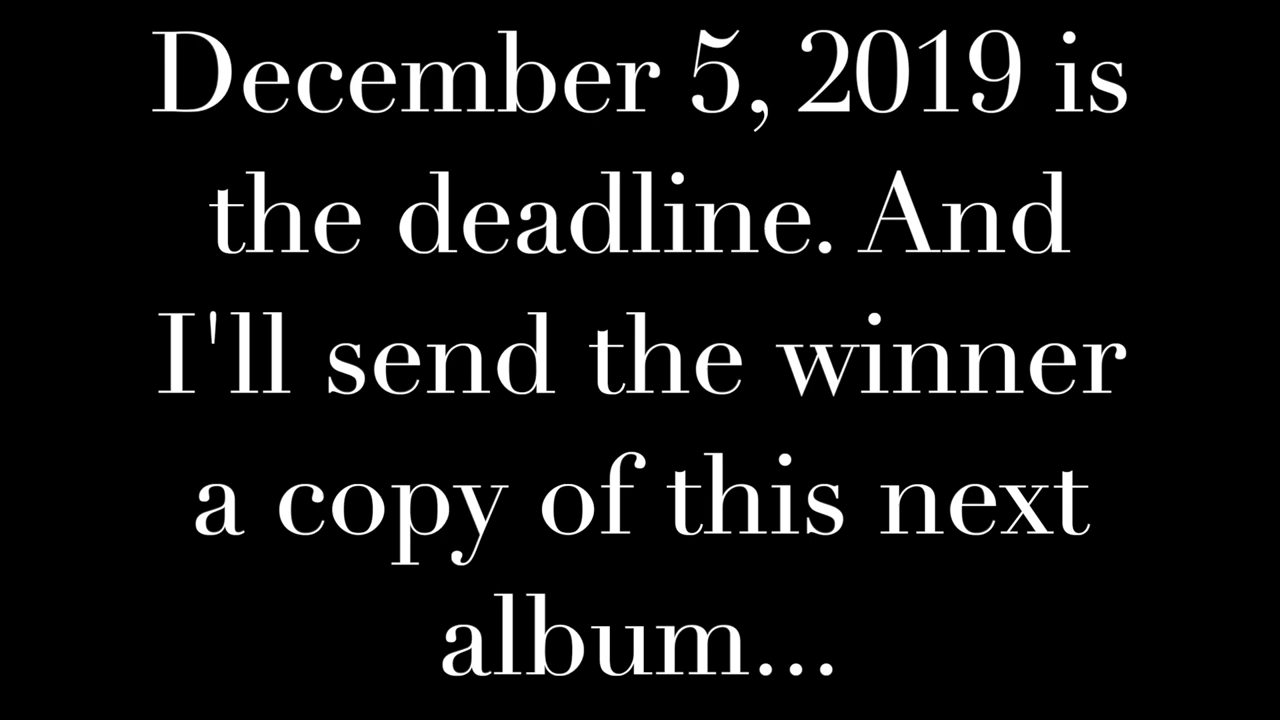 December 5, 2019 is
the deadline. And
I'll send the winner
a copy of this next
album...